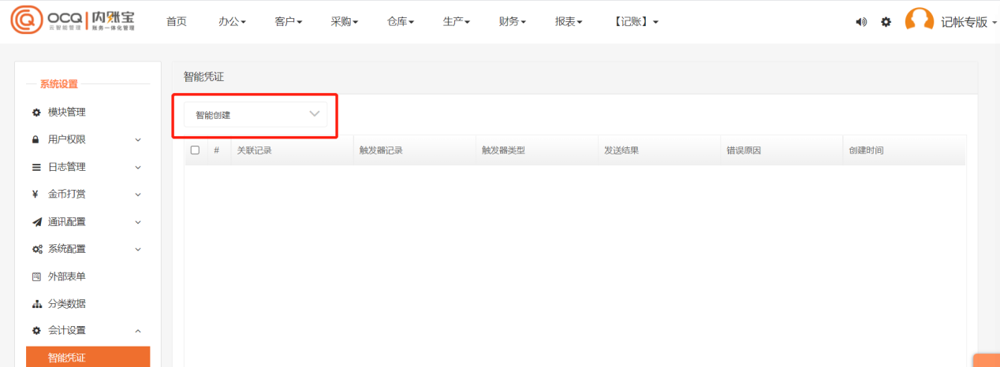 OCQ 内账宝
云智能管理 账务一体化管理
首页 办公 客户 采购 仓库 生产 财务 报表 【记账】 记帐专版
系统设置
模块管理
用户权限
日志管理
金币打赏
通讯配置
系统配置
外部表单
分类数据
会计设置
智能凭证
智能凭证
智能创建
# 关联记录 触发器记录 触发器类型 发送结果 错误原因 创建时间